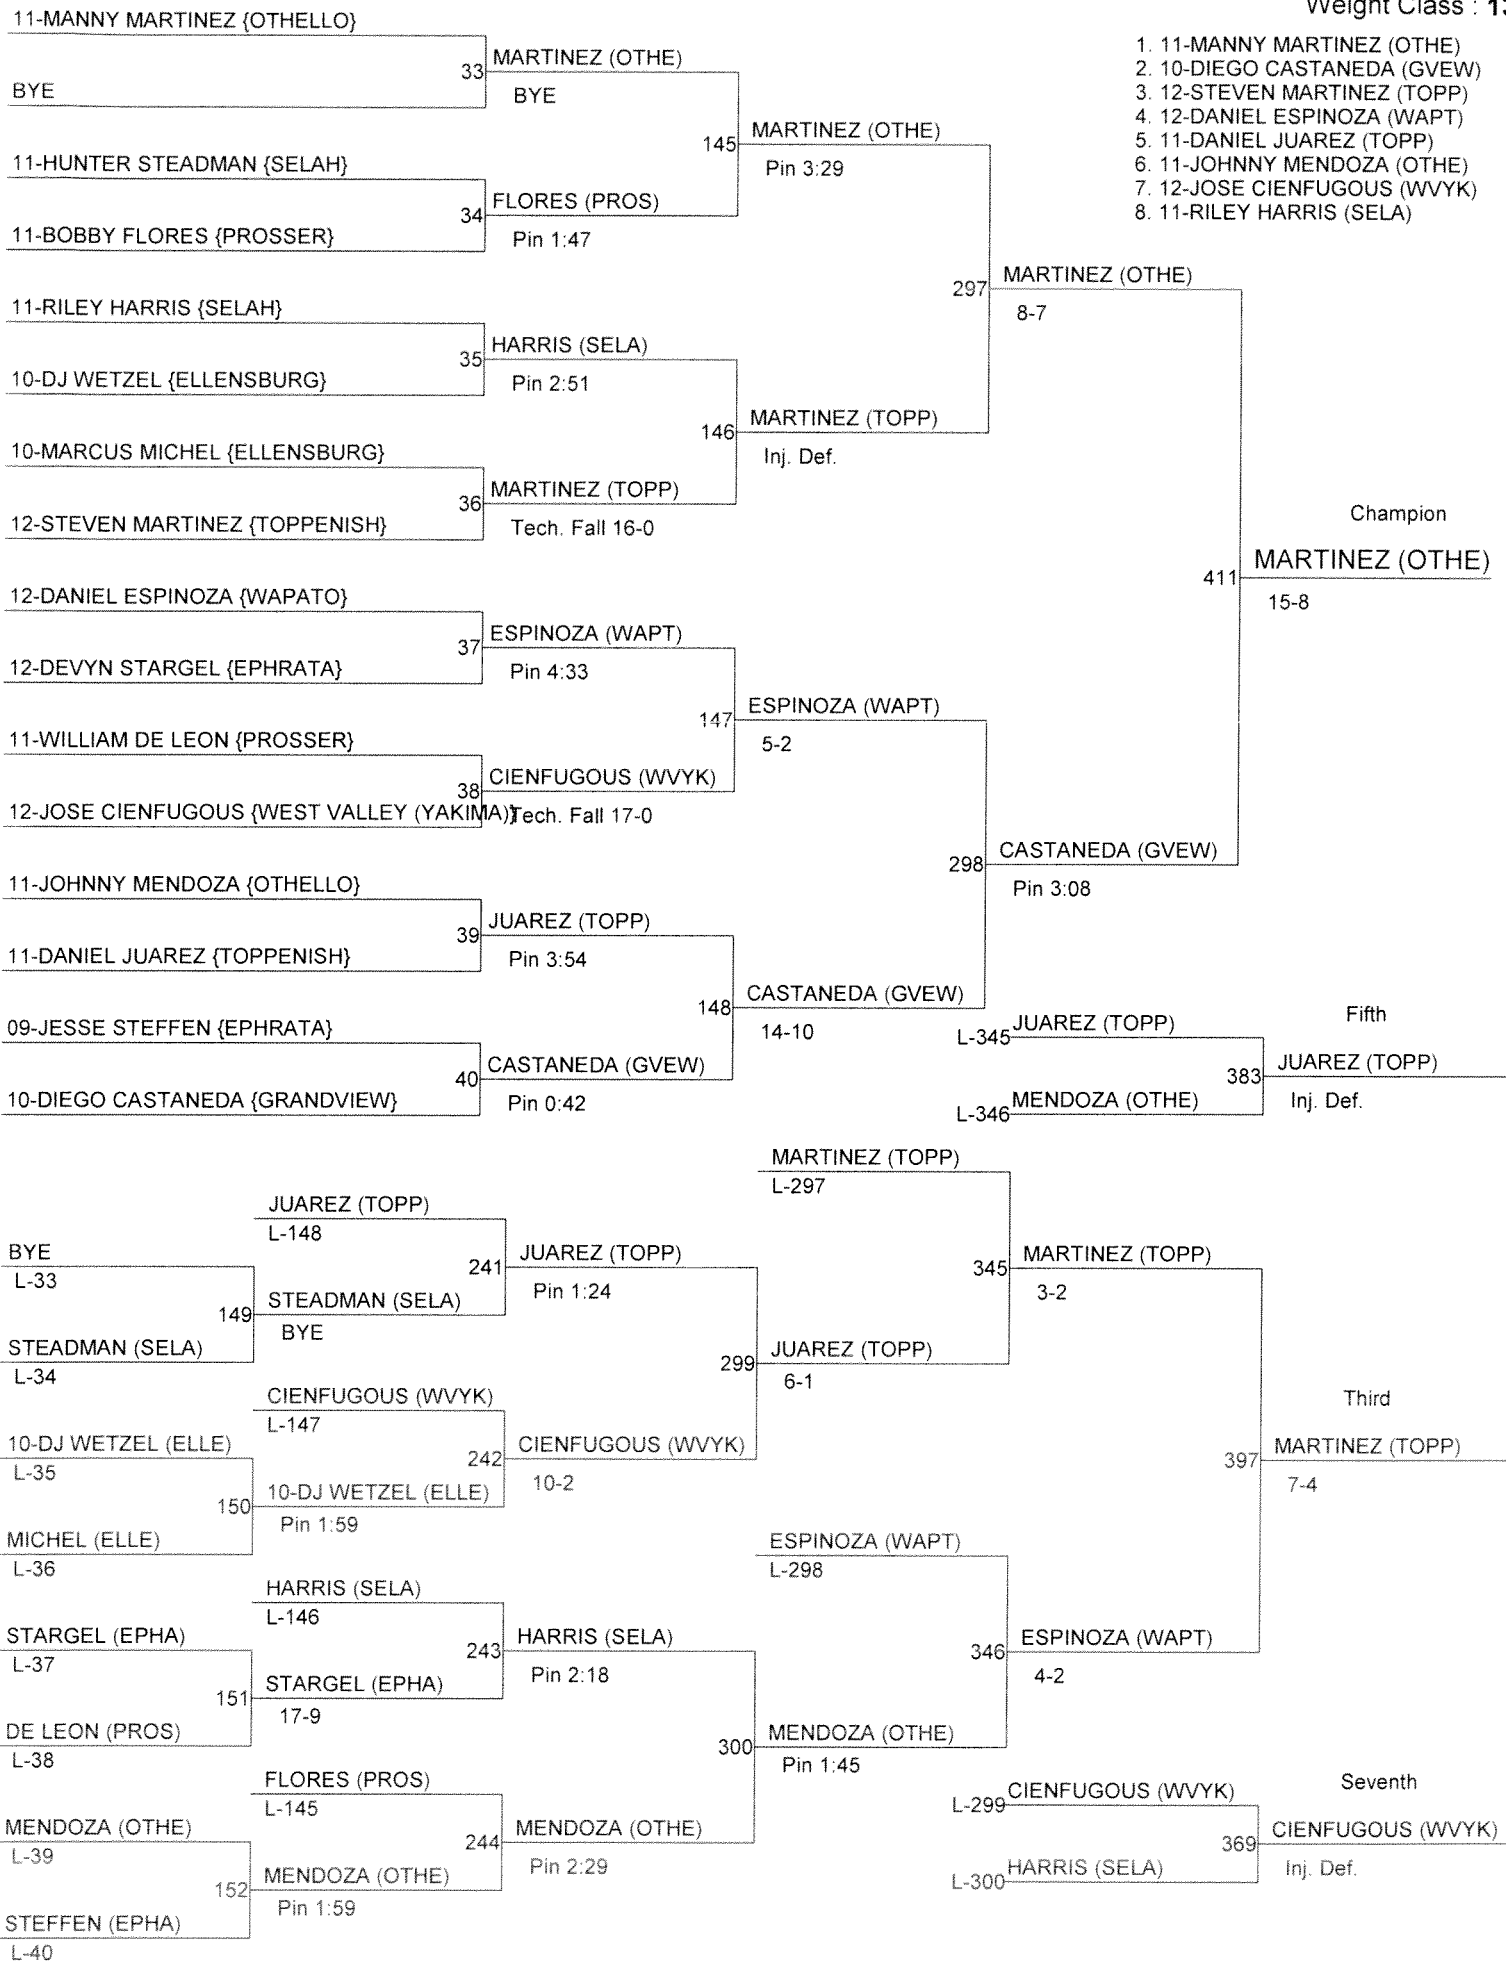 Weight Class :
1. 11-MANNY MARTINEZ (OTHE)
2. 10-DIEGO CASTANEDA (GVEW)
3. 12-STEVEN MARTINEZ (TOPP)
4. 12-DANIEL ESPINOZA (WAPT)
5. 11-DANIEL JUAREZ (TOPP)
6. 11-JOHNNY MENDOZA (OTHE)
7. 12-JOSE CIENFUGOUS (WVYK)
8. 11-RILEY HARRIS (SELA)
11-MANNY MARTINEZ {OTHELLO}
BYE
11-HUNTER STEADMAN {SELAH}
11-BOBBY FLORES {PROSSER}
11-RILEY HARRIS {SELAH}
10-DJ WETZEL {ELLENSBURG}
10-MARCUS MICHEL {ELLENSBURG}
12-STEVEN MARTINEZ {TOPPENISH}
12-DANIEL ESPINOZA {WAPATO}
12-DEVYN STARGEL {EPHRATA}
11-WILLIAM DE LEON {PROSSER}
12-JOSE CIENFUGOUS {WEST VALLEY (YAKIMA)}
11-JOHNNY MENDOZA {OTHELLO}
11-DANIEL JUAREZ {TOPPENISH}
09-JESSE STEFFEN {EPHRATA}
10-DIEGO CASTANEDA {GRANDVIEW}
33
MARTINEZ (OTHE)
BYE
34
FLORES (PROS)
Pin 1:47
35
HARRIS (SELA)
Pin 2:51
36
MARTINEZ (TOPP)
Tech. Fall 16-0
37
ESPINOZA (WAPT)
Pin 4:33
38
CIENFUGOUS (WVYK)
Tech. Fall 17-0
39
JUAREZ (TOPP)
Pin 3:54
40
CASTANEDA (GVEW)
Pin 0:42
145
MARTINEZ (OTHE)
Pin 3:29
146
MARTINEZ (TOPP)
Inj. Def.
147
ESPINOZA (WAPT)
5-2
148
CASTANEDA (GVEW)
14-10
297
MARTINEZ (OTHE)
8-7
298
CASTANEDA (GVEW)
Pin 3:08
Champion
411
MARTINEZ (OTHE)
15-8
Fifth
L-345
JUAREZ (TOPP)
L-346
MENDOZA (OTHE)
383
JUAREZ (TOPP)
Inj. Def.
BYE
L-33
STEADMAN (SELA)
L-34
10-DJ WETZEL (ELLE)
L-35
MICHEL (ELLE)
L-36
STARGEL (EPHA)
L-37
DE LEON (PROS)
L-38
MENDOZA (OTHE)
L-39
STEFFEN (EPHA)
L-40
JUAREZ (TOPP)
L-148
149
STEADMAN (SELA)
BYE
CIENFUGOUS (WVYK)
L-147
150
10-DJ WETZEL (ELLE)
Pin 1:59
HARRIS (SELA)
L-146
151
STARGEL (EPHA)
17-9
FLORES (PROS)
L-145
152
MENDOZA (OTHE)
Pin 1:59
241
JUAREZ (TOPP)
Pin 1:24
242
CIENFUGOUS (WVYK)
10-2
243
HARRIS (SELA)
Pin 2:18
244
MENDOZA (OTHE)
Pin 2:29
MARTINEZ (TOPP)
L-297
299
JUAREZ (TOPP)
6-1
ESPINOZA (WAPT)
L-298
300
MENDOZA (OTHE)
Pin 1:45
345
MARTINEZ (TOPP)
3-2
346
ESPINOZA (WAPT)
4-2
Third
397
MARTINEZ (TOPP)
7-4
Seventh
L-299
CIENFUGOUS (WVYK)
L-300
HARRIS (SELA)
369
CIENFUGOUS (WVYK)
Inj. Def.